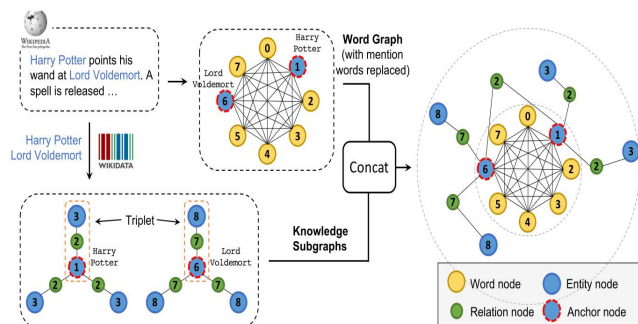 WIKIPEDIA
The Free Encyclopedia
Harry Potter points his
wand at Lord Voldemort. A
spell is released ...
Harry Potter
Lord Voldemort
WIKIDATA
Harry
Potter
Lord
Voldemort
0
1
2
3
4
5
6
7
Word Graph
(with mention
words replaced)
Concat
Triplet
Harry
Potter
3
2
1
2
2
3
3
Lord
Voldemort
8
7
6
7
7
8
8
Knowledge
Subgraphs
3
2
8
7
0
7
1
6
2
2
3
5
3
4
7
8
Word node
Entity node
Relation node
Anchor node